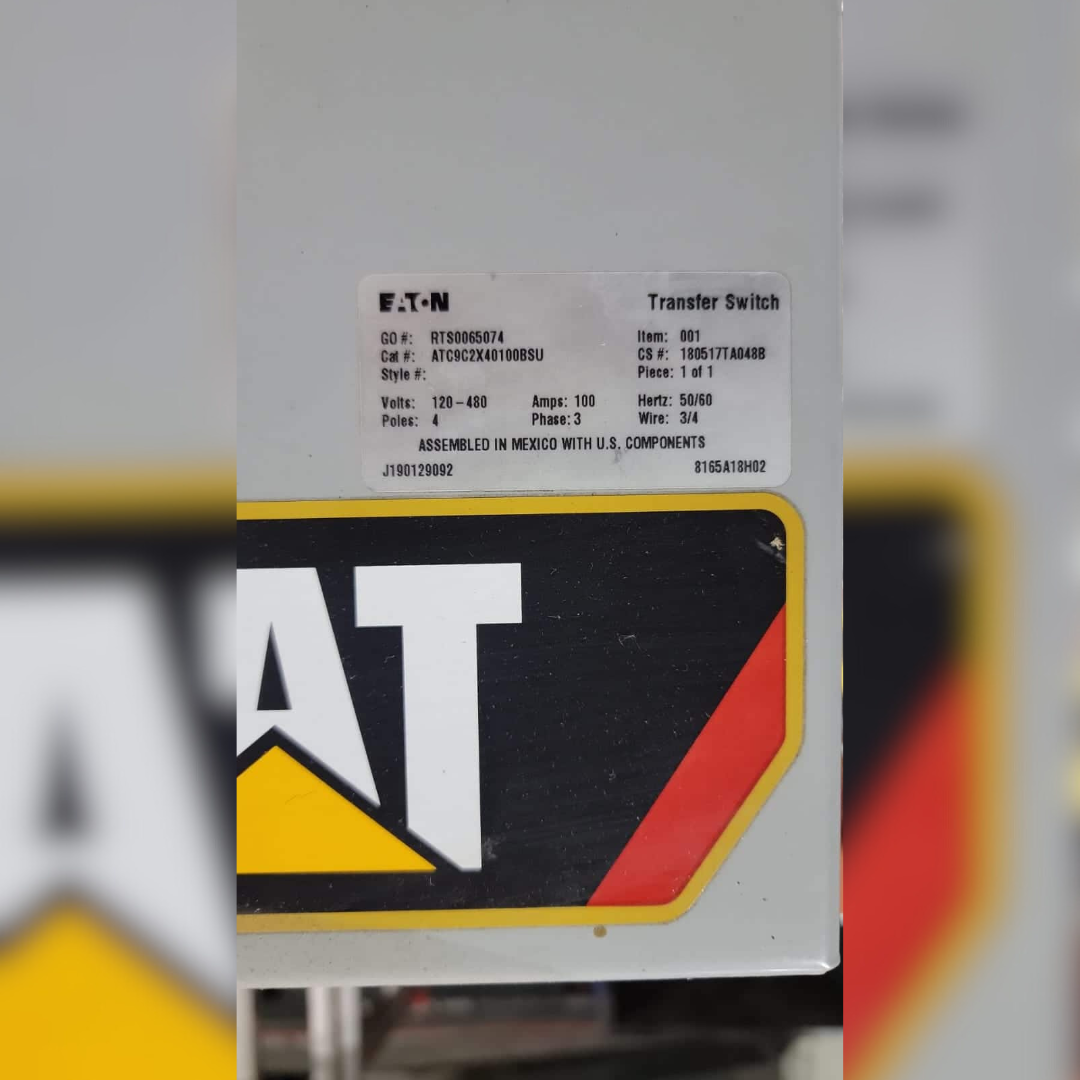 EATON Transfer Switch
GO #: RTS0065074 Item: 001
Cat #: ATC9C2X40100BSU CS #: 180517TA048B
Style #: Piece: 1 of 1
Volts: 120-480 Amps: 100 Hertz: 50/60
Poles: 4 Phase: 3 Wire: 3/4
ASSEMBLED IN MEXICO WITH U.S. COMPONENTS
J190129092 8165A18H02
AT